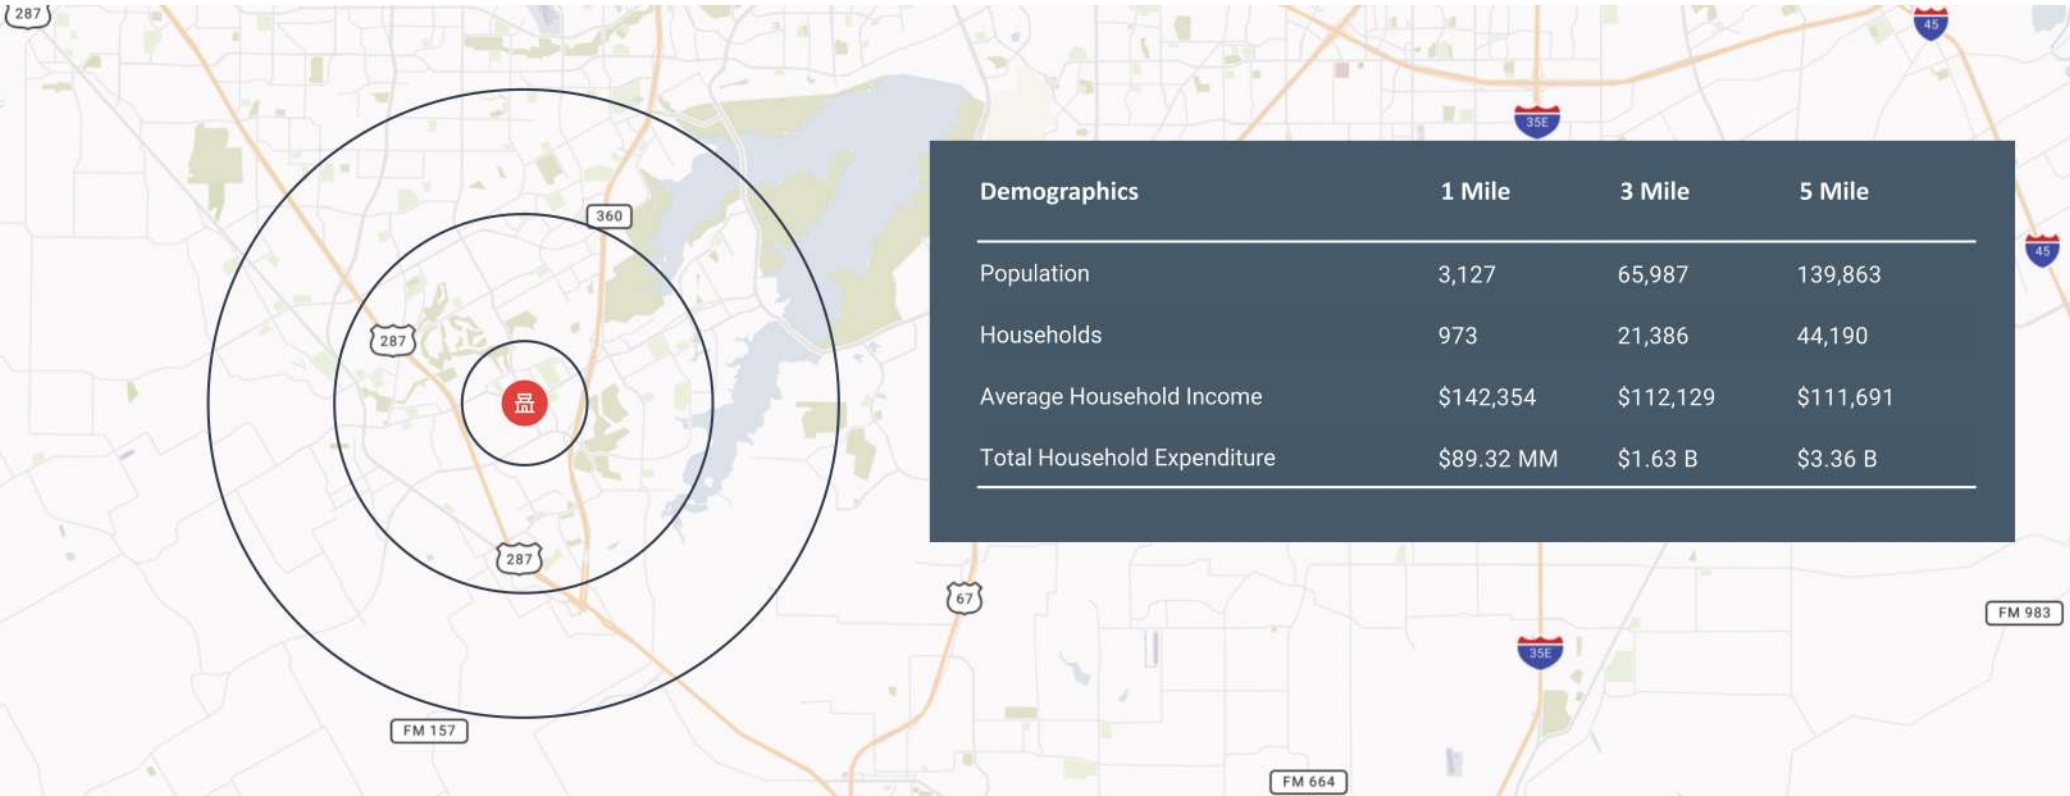 287
45
35E
360
Demographics 1 Mile 3 Mile 5 Mile
45
Population 3,127 65,987 139,863
287
Households 973 21,386 44,190
Average Household Income $142,354 $112,129 $111,691
Total Household Expenditure $89.32 MM $1.63 B $3.36 B
287
67
FM 983
35E
FM 157
FM 664